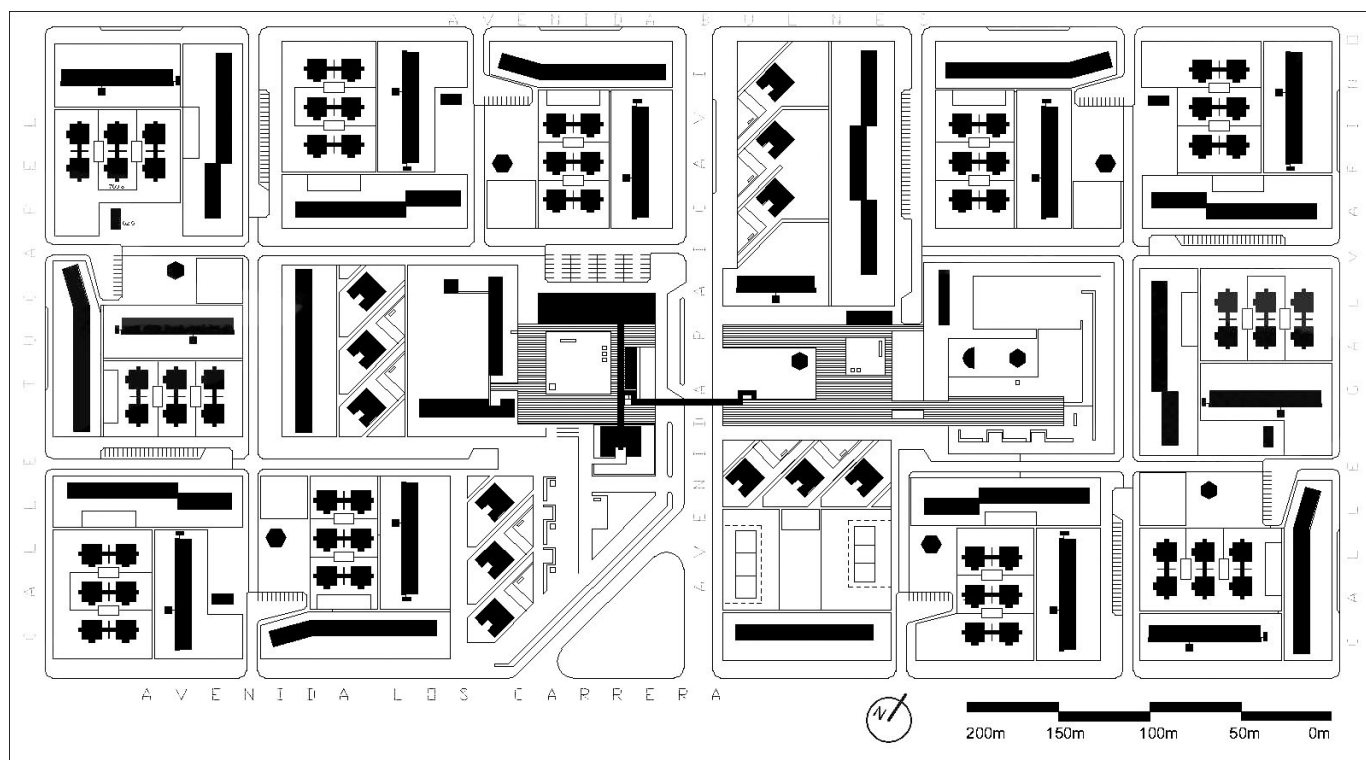 AVENIDA BULNES
CALLE TUCAPEL
AVENIDA PAICAVI
CALLE GALVARINO
AVENIDA LOS CARRERA
N
200m 150m 100m 50m 0m